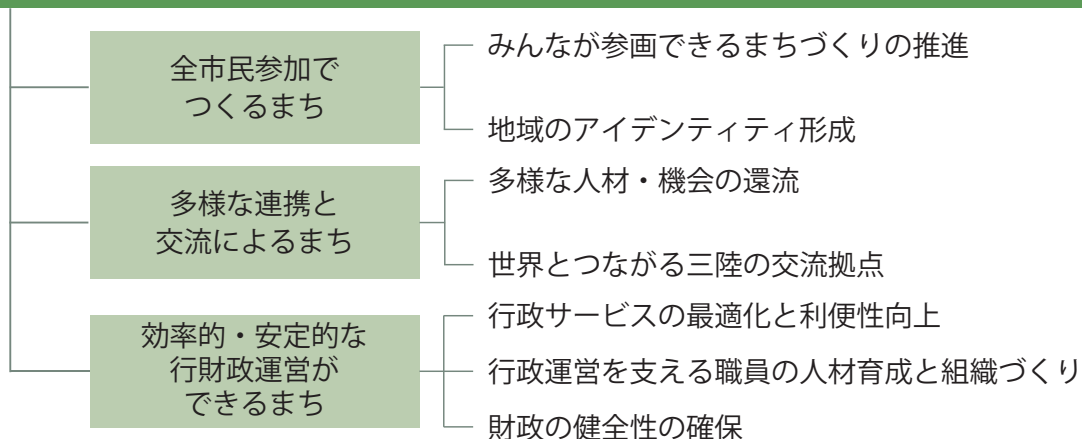 全市民参加で
つくるまち
みんなが参画できるまちづくりの推進
地域のアイデンティティ形成
多様な連携と
交流によるまち
多様な人材・機会の還流
世界とつながる三陸の交流拠点
効率的・安定的な
行財政運営が
できるまち
行政サービスの最適化と利便性向上
行政運営を支える職員の人材育成と組織づくり
財政の健全性の確保